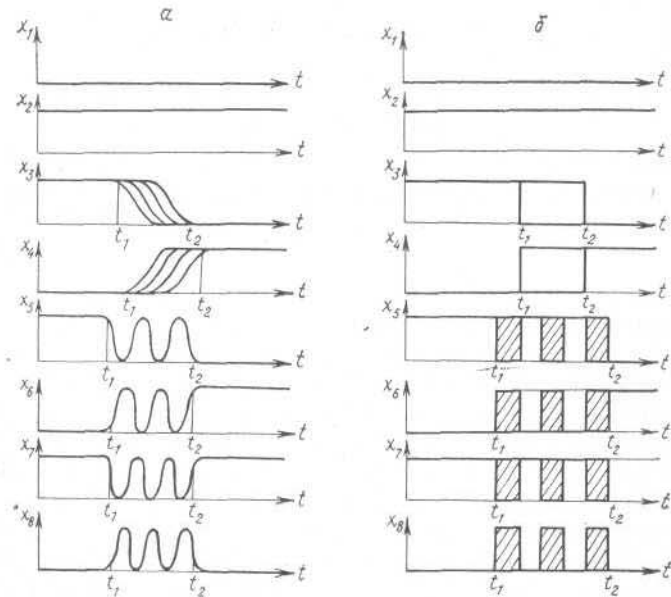 а
x₁
t
x₂
t
x₃
t₁
t₂
t
x₄
t₁
t₂
t
x₅
t₁
t₂
t
x₆
t₁
t₂
t
x₇
t₁
t₂
t
x₈
t₁
t₂
t
б
x₁
t
x₂
t
x₃
t₁
t₂
t
x₄
t₁
t₂
t
x₅
t₁
t₂
t
x₆
t₁
t₂
t
x₇
t₁
t₂
t
x₈
t₁
t₂
t